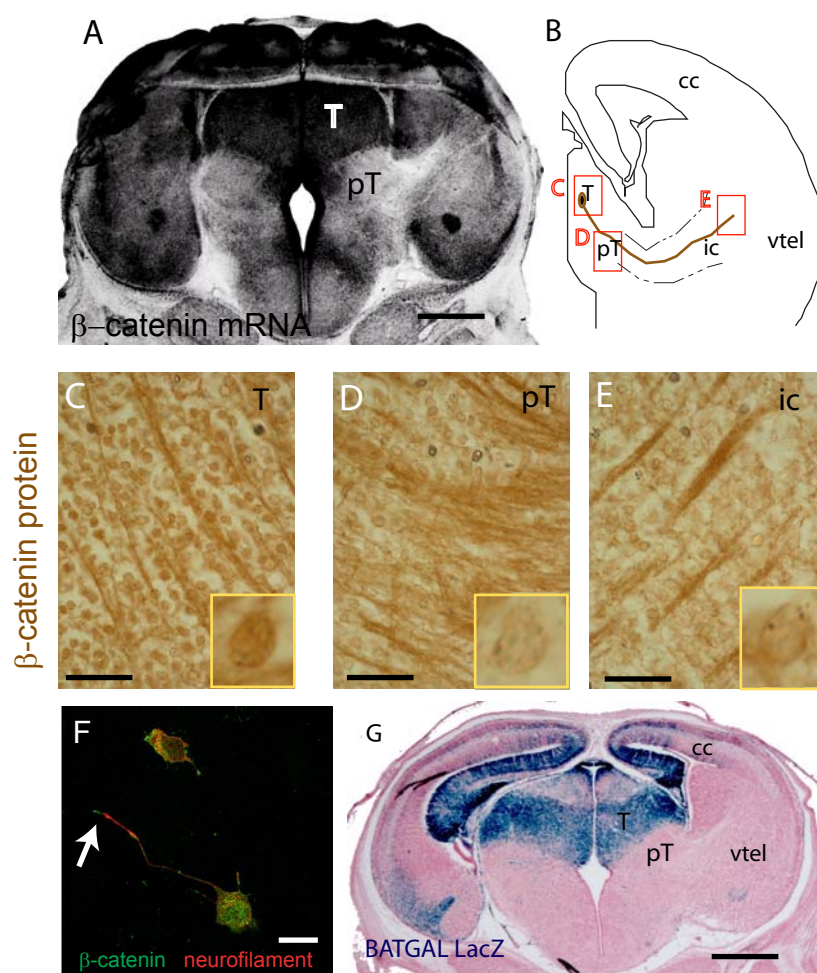 A
T
pT
β–catenin mRNA
B
cc
C
T
E
D
pT
ic
vtel
β-catenin protein
C
T
D
pT
E
ic
F
β-catenin neurofilament
G
cc
T
pT
vtel
BATGAL LacZ